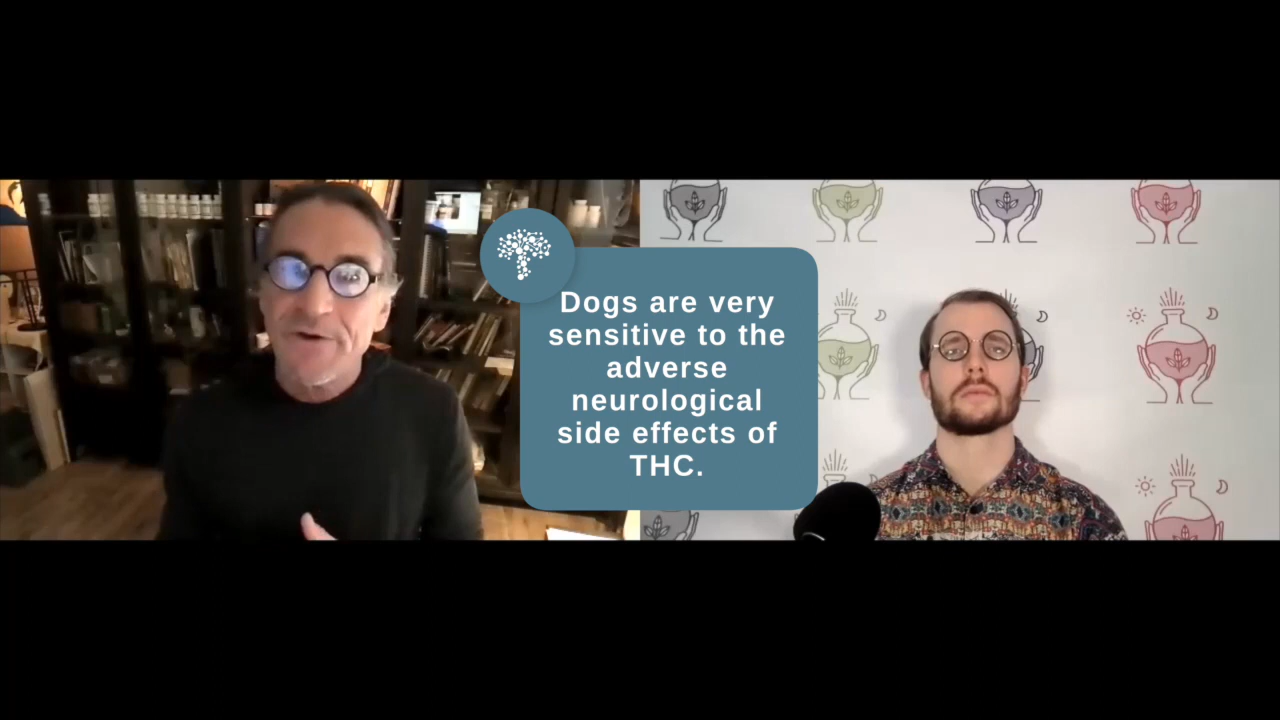 Dogs are very
sensitive to the
adverse
neurological
side effects of
THC.